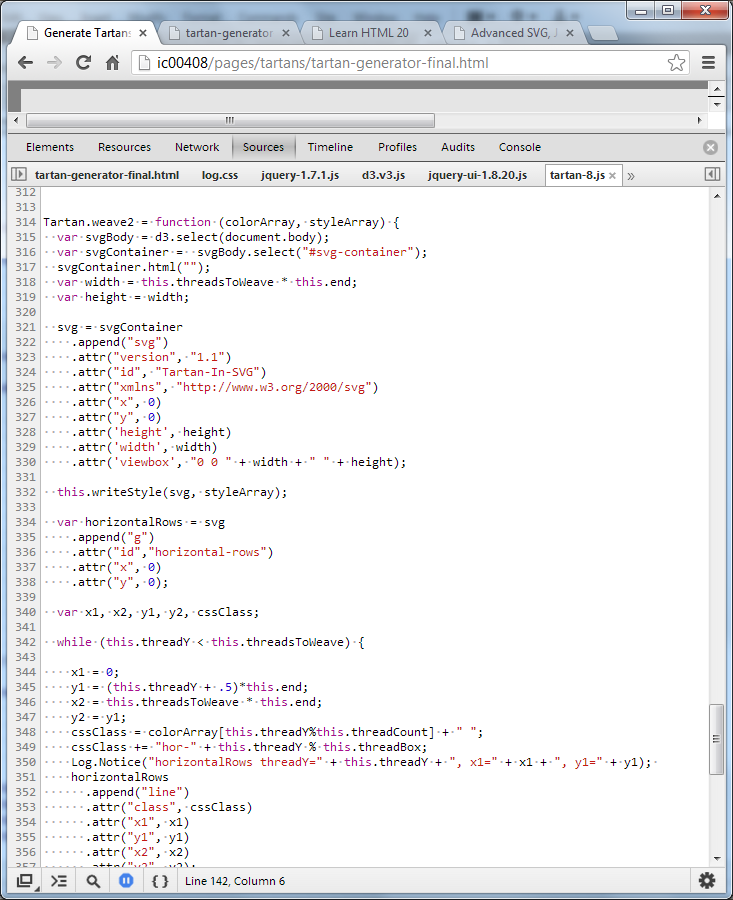 Generate Tartans
tartan-generator
Learn HTML 20
Advanced SVG, J
ic00408/pages/tartans/tartan-generator-final.html
Elements Resources Network Sources Timeline Profiles Audits Console
tartan-generator-final.html log.css jquery-1.7.1.js d3.v3.js jquery-ui-1.8.20.js tartan-8.js × »
312
313
314 Tartan.weave2 = function (colorArray, styleArray) {
315 var svgBody = d3.select(document.body);
316 var svgContainer =  svgBody.select("#svg-container");
317 svgContainer.html("");
318 var width = this.threadsToWeave * this.end;
319 var height = width;
320
321 svg = svgContainer
322 .append("svg")
323 .attr("version", "1.1")
324 .attr("id", "Tartan-In-SVG")
325 .attr("xmlns", "http://www.w3.org/2000/svg")
326 .attr("x", 0)
327 .attr("y", 0)
328 .attr('height', height)
329 .attr('width', width)
330 .attr('viewbox', "0 0 " + width + " " + height);
331
332 this.writeStyle(svg, styleArray);
333
334 var horizontalRows = svg
335 .append("g")
336 .attr("id","horizontal-rows")
337 .attr("x", 0)
338 .attr("y", 0);
339
340 var x1, x2, y1, y2, cssClass;
341
342 while (this.threadY < this.threadsToWeave) {
343
344 x1 = 0;
345 y1 = (this.threadY + .5)*this.end;
346 x2 = this.threadsToWeave * this.end;
347 y2 = y1;
348 cssClass = colorArray[this.threadY%this.threadCount] + " ";
349 cssClass += "hor-" + this.threadY % this.threadBox;
350 Log.Notice("horizontalRows threadY=" + this.threadY + ", x1=" + x1 + ", y1=" + y1);
351 horizontalRows
352 .append("line")
353 .attr("class", cssClass)
354 .attr("x1", x1)
355 .attr("y1", y1)
356 .attr("x2", x2)
357 .attr("y2", y2);
{ } Line 142, Column 6